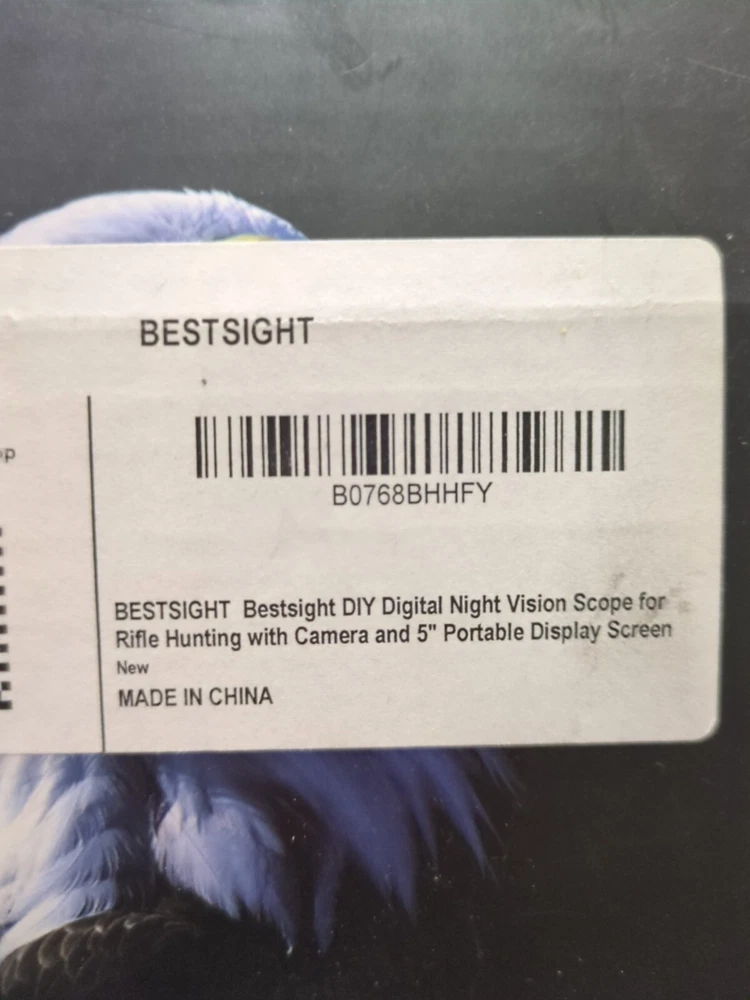 BESTSIGHT
B0768BHHFY
BESTSIGHT Bestsight DIY Digital Night Vision Scope for
Rifle Hunting with Camera and 5" Portable Display Screen
New
MADE IN CHINA